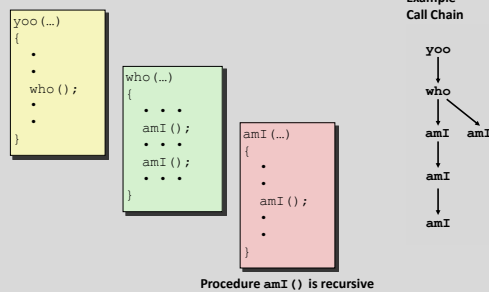 Example
Call Chain
yoo(…)
{
•
•
who();
•
•
}
who(…)
{
• • •
amI();
• • •
amI();
• • •
}
amI(…)
{
•
•
amI();
•
•
}
yoo
who
amI amI
amI
amI
Procedure amI() is recursive